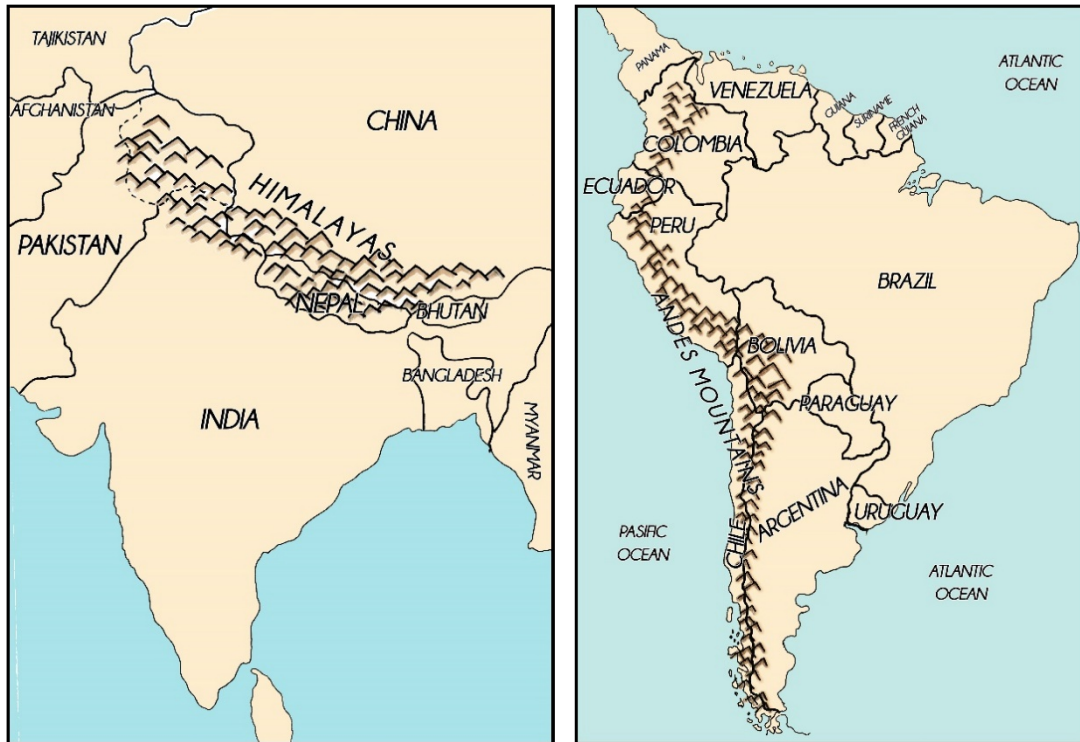 TAJIKISTAN
AFGHANISTAN
CHINA
HIMALAYAS
PAKISTAN
NEPAL
BHUTAN
BANGLADESH
INDIA
MYANMAR
PANAMA
VENEZUELA
GUIANA
SURINAME
FRENCH
GUIANA
ATLANTIC
OCEAN
COLOMBIA
ECUADOR
PERU
BRAZIL
ANDES MOUNTAINS
BOLIVIA
PARAGUAY
CHILE
ARGENTINA
URUGUAY
PASIFIC
OCEAN
ATLANTIC
OCEAN